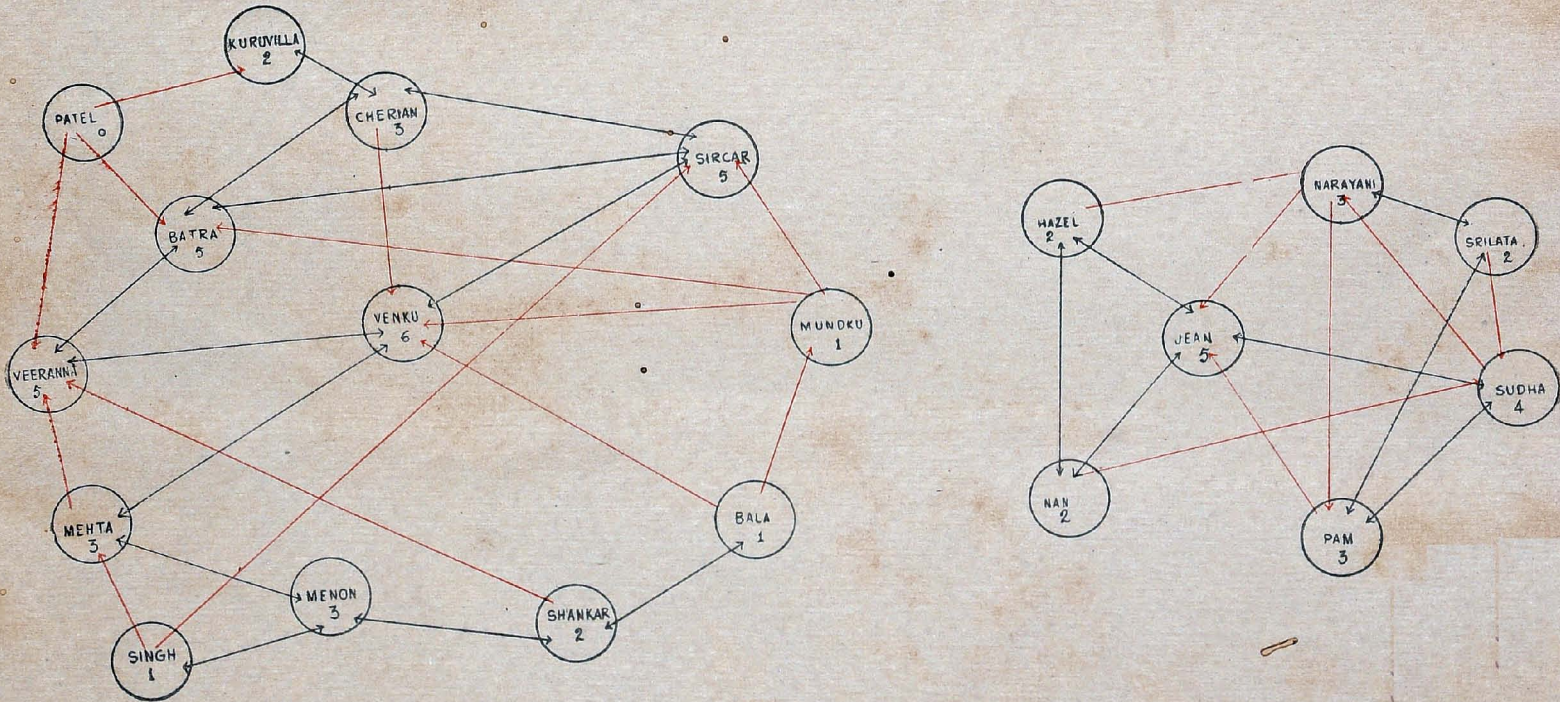 KURUVILLA
2
PATEL
0
CHERIAN
3
SIRCAR
5
BATRA
5
VENKU
6
MUNDKU
1
VEERANNA
5
MEHTA
3
BALA
1
MENON
3
SHANKAR
2
SINGH
1
NARAYANI
3
HAZEL
2
SRILATA
2
JEAN
5
SUDHA
4
NAN
2
PAM
3